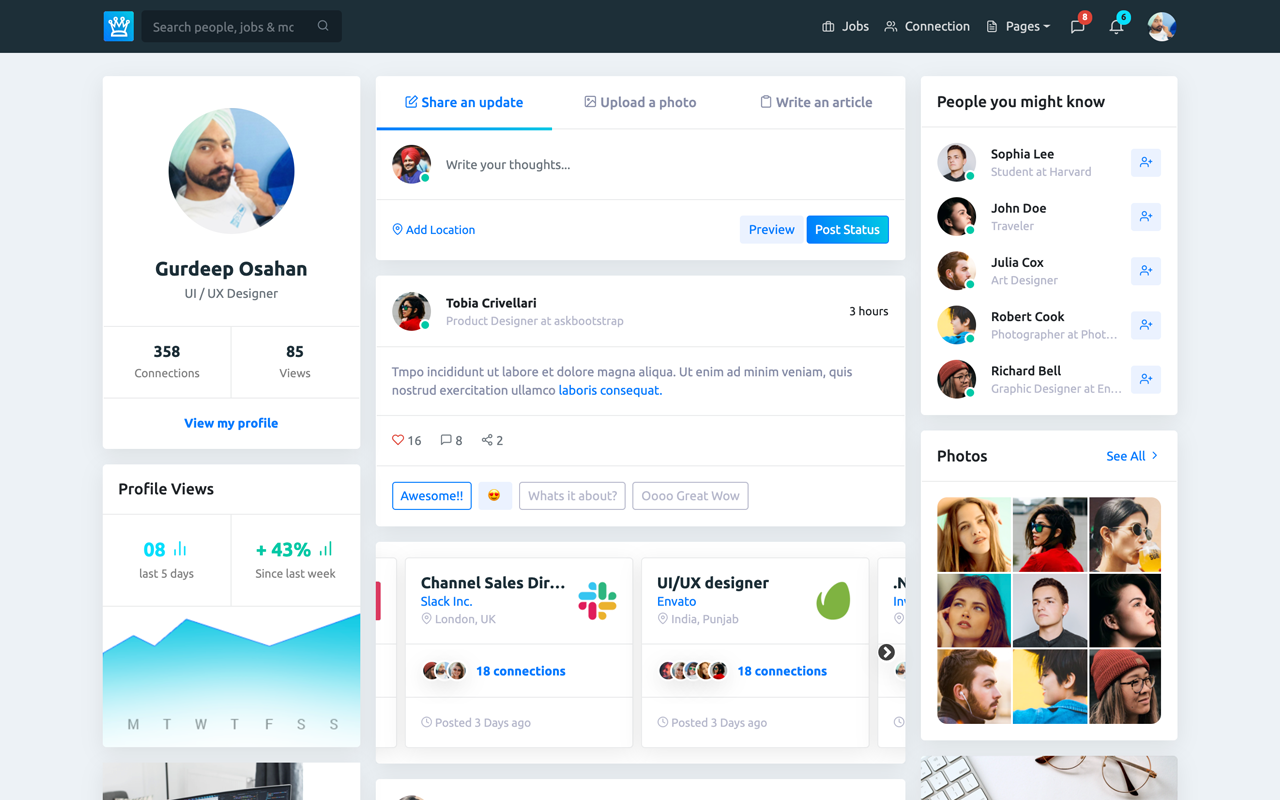 Search people, jobs & mc
Jobs
Connection
Pages
8
6
Gurdeep Osahan
UI / UX Designer
358
Connections
85
Views
View my profile
Profile Views
08
last 5 days
+ 43%
Since last week
M T W T F S S
Share an update
Upload a photo
Write an article
Write your thoughts...
Add Location
Preview
Post Status
Tobia Crivellari
Product Designer at askbootstrap
3 hours
Tmpo incididunt ut labore et dolore magna aliqua. Ut enim ad minim veniam, quis
nostrud exercitation ullamco laboris consequat.
16
8
2
Awesome!!
Whats it about?
Oooo Great Wow
Channel Sales Dir...
Slack Inc.
London, UK
18 connections
Posted 3 Days ago
UI/UX designer
Envato
India, Punjab
18 connections
Posted 3 Days ago
.N
People you might know
Sophia Lee
Student at Harvard
John Doe
Traveler
Julia Cox
Art Designer
Robert Cook
Photographer at Phot...
Richard Bell
Graphic Designer at En...
Photos
See All